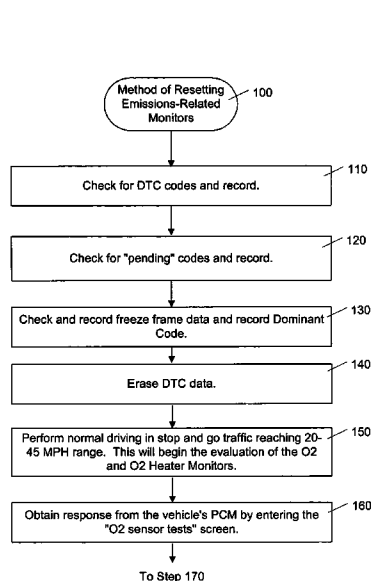 Method of Resetting
Emissions-Related
Monitors
100
110
Check for DTC codes and record.
120
Check for "pending" codes and record.
130
Check and record freeze frame data and record Dominant
Code.
140
Erase DTC data.
150
Perform normal driving in stop and go traffic reaching 20-
45 MPH range. This will begin the evaluation of the O2
and O2 Heater Monitors.
160
Obtain response from the vehicle's PCM by entering the
"O2 sensor tests" screen.
To Step 170